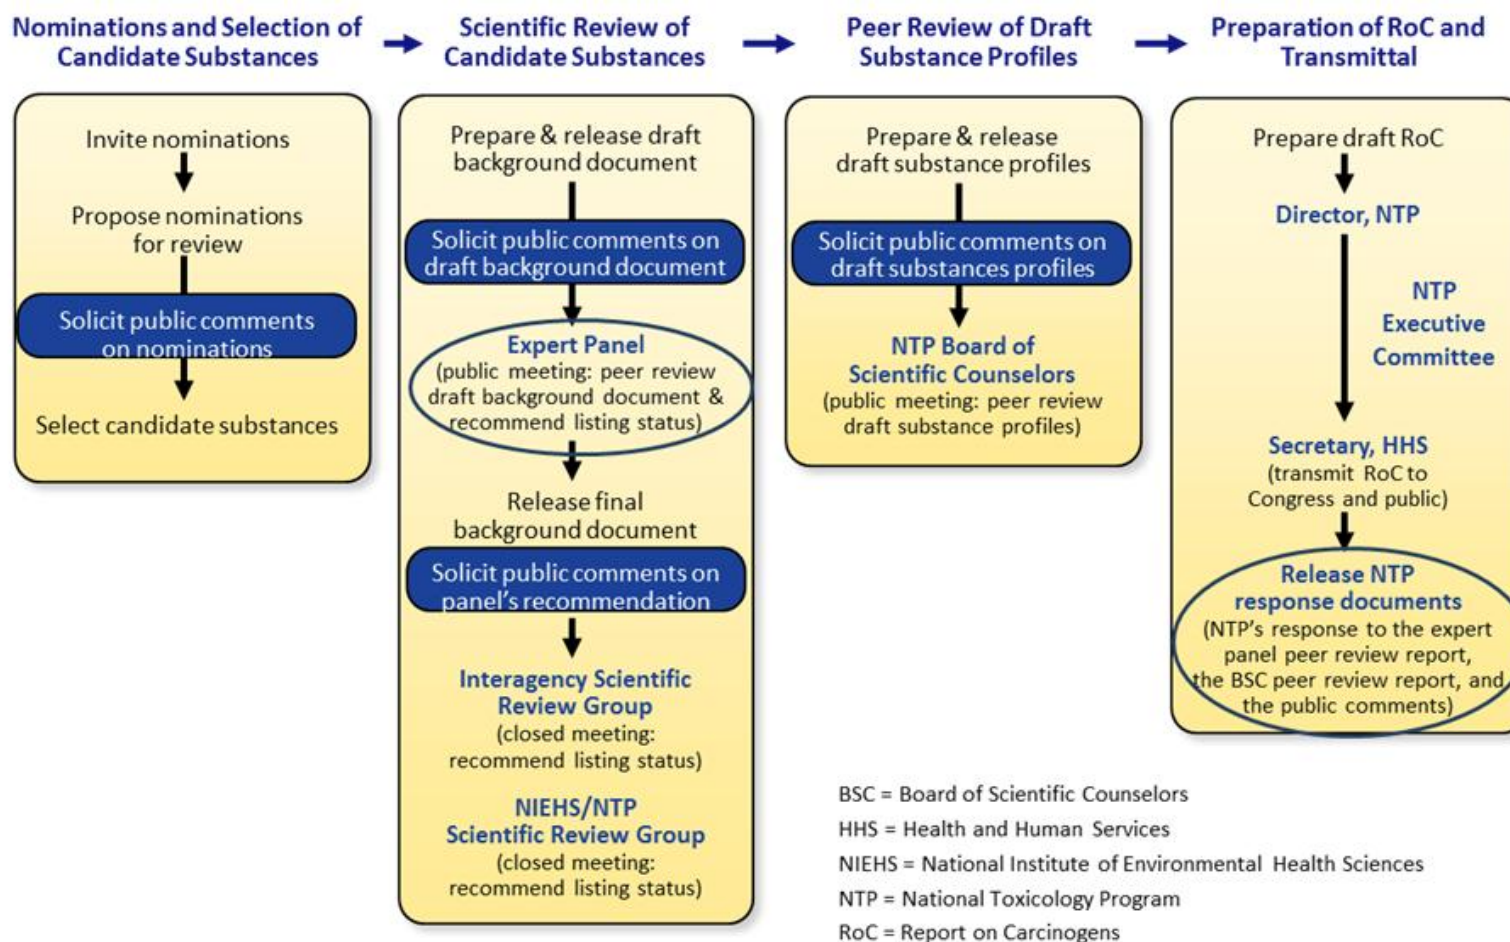 Nominations and Selection of
Candidate Substances
Scientific Review of
Candidate Substances
Peer Review of Draft
Substance Profiles
Preparation of RoC and
Transmittal
Invite nominations
Propose nominations
for review
Solicit public comments
on nominations
Select candidate substances
Prepare & release draft
background document
Solicit public comments on
draft background document
Expert Panel
(public meeting: peer review
draft background document &
recommend listing status)
Release final
background document
Solicit public comments on
panel's recommendation
Interagency Scientific
Review Group
(closed meeting:
recommend listing status)
NIEHS/NTP
Scientific Review Group
(closed meeting:
recommend listing status)
Prepare & release
draft substance profiles
Solicit public comments on
draft substances profiles
NTP Board of
Scientific Counselors
(public meeting: peer review
draft substance profiles)
Prepare draft RoC
Director, NTP
NTP
Executive
Committee
Secretary, HHS
(transmit RoC to
Congress and public)
Release NTP
response documents
(NTP's response to the expert
panel peer review report,
the BSC peer review report, and
the public comments)
BSC = Board of Scientific Counselors
HHS = Health and Human Services
NIEHS = National Institute of Environmental Health Sciences
NTP = National Toxicology Program
RoC = Report on Carcinogens